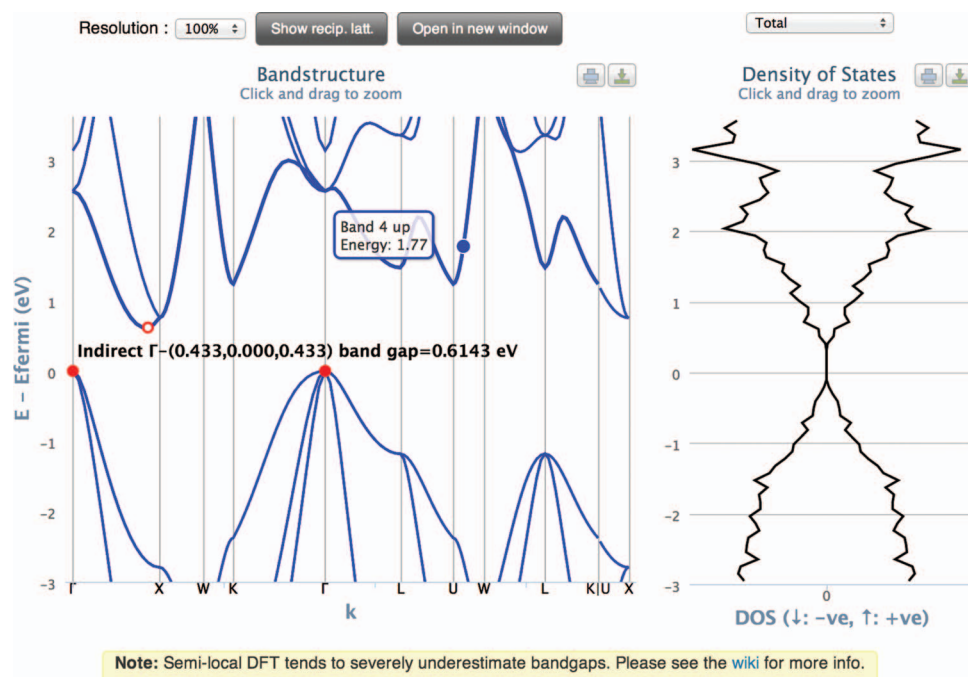 Resolution : 100% Show recip. latt. Open in new window
Total
Bandstructure
Click and drag to zoom
Density of States
Click and drag to zoom
E – Efermi (eV)
3
2
1
0
-1
-2
-3
Band 4 up
Energy: 1.77
Indirect Γ-(0.433,0.000,0.433) band gap=0.6143 eV
Γ X W K Γ L U W L K|U X
k
3
2
1
0
-1
-2
-3
0
DOS (↓: -ve, ↑: +ve)
Note: Semi-local DFT tends to severely underestimate bandgaps. Please see the wiki for more info.